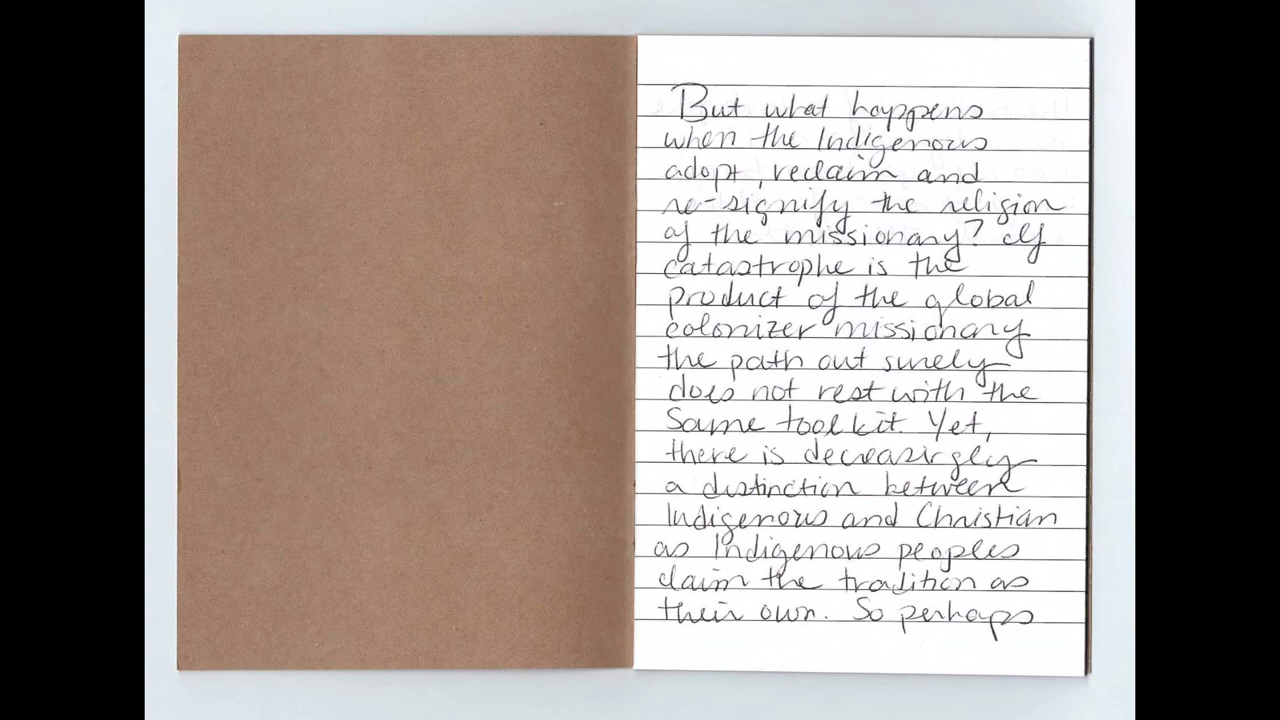 But what happens
when the Indigenous
adopt, reclaim and
re-signify the religion
of the missionary? If
catastrophe is the
product of the global
colonizer missionary
the path out surely
does not rest with the
same toolkit. Yet,
there is decreasingly
a distinction between
Indigenous and Christian
as Indigenous peoples
claim the tradition as
their own. So perhaps